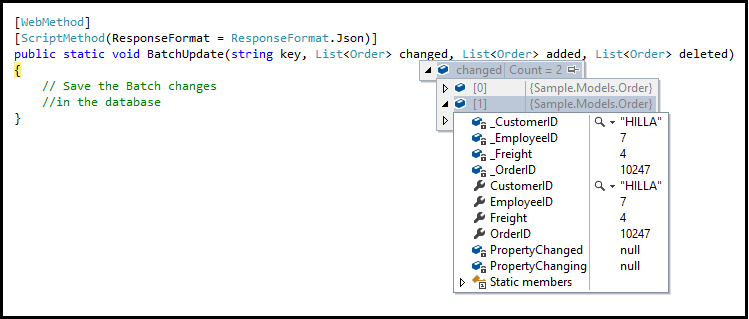 [WebMethod]
[ScriptMethod(ResponseFormat = ResponseFormat.Json)]
public static void BatchUpdate(string key, List<Order> changed, List<Order> added, List<Order> deleted)
{
changed Count = 2
// Save the Batch changes
[0] {Sample.Models.Order}
//in the database
[1] {Sample.Models.Order}
}
_CustomerID "HILLA"
_EmployeeID 7
_Freight 4
_OrderID 10247
CustomerID "HILLA"
EmployeeID 7
Freight 4
OrderID 10247
PropertyChanged null
PropertyChanging null
Static members